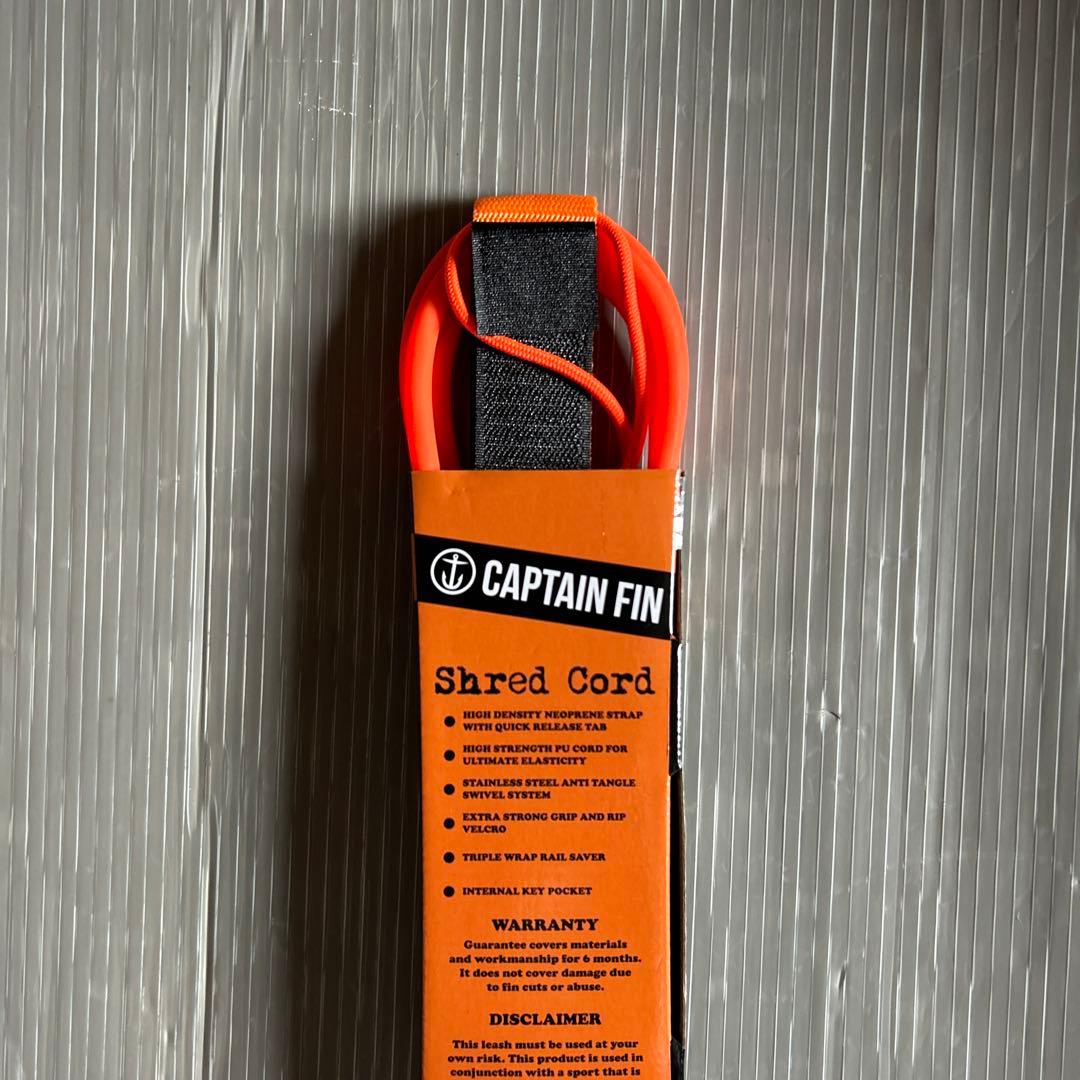 CAPTAIN FIN
Shred Cord
HIGH DENSITY NEOPRENE STRAP
WITH QUICK RELEASE TAB
HIGH STRENGTH PU CORD FOR
ULTIMATE ELASTICITY
STAINLESS STEEL ANTI TANGLE
SWIVEL SYSTEM
EXTRA STRONG GRIP AND RIP
VELCRO
TRIPLE WRAP RAIL SAVER
INTERNAL KEY POCKET
WARRANTY
Guarantee covers materials
and workmanship for 6 months.
It does not cover damage due
to fin cuts or abuse.
DISCLAIMER
This leash must be used at your
own risk. This product is used in
conjunction with a sport that is